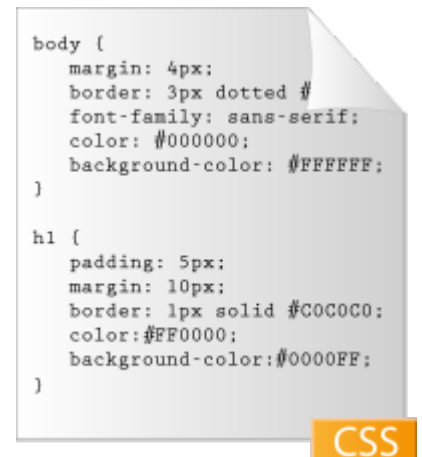 body {
margin: 4px;
border: 3px dotted #
font-family: sans-serif;
color: #000000;
background-color: #FFFFFF;
}
h1 {
padding: 5px;
margin: 10px;
border: 1px solid #C0C0C0;
color:#FF0000;
background-color:#0000FF;
}
CSS